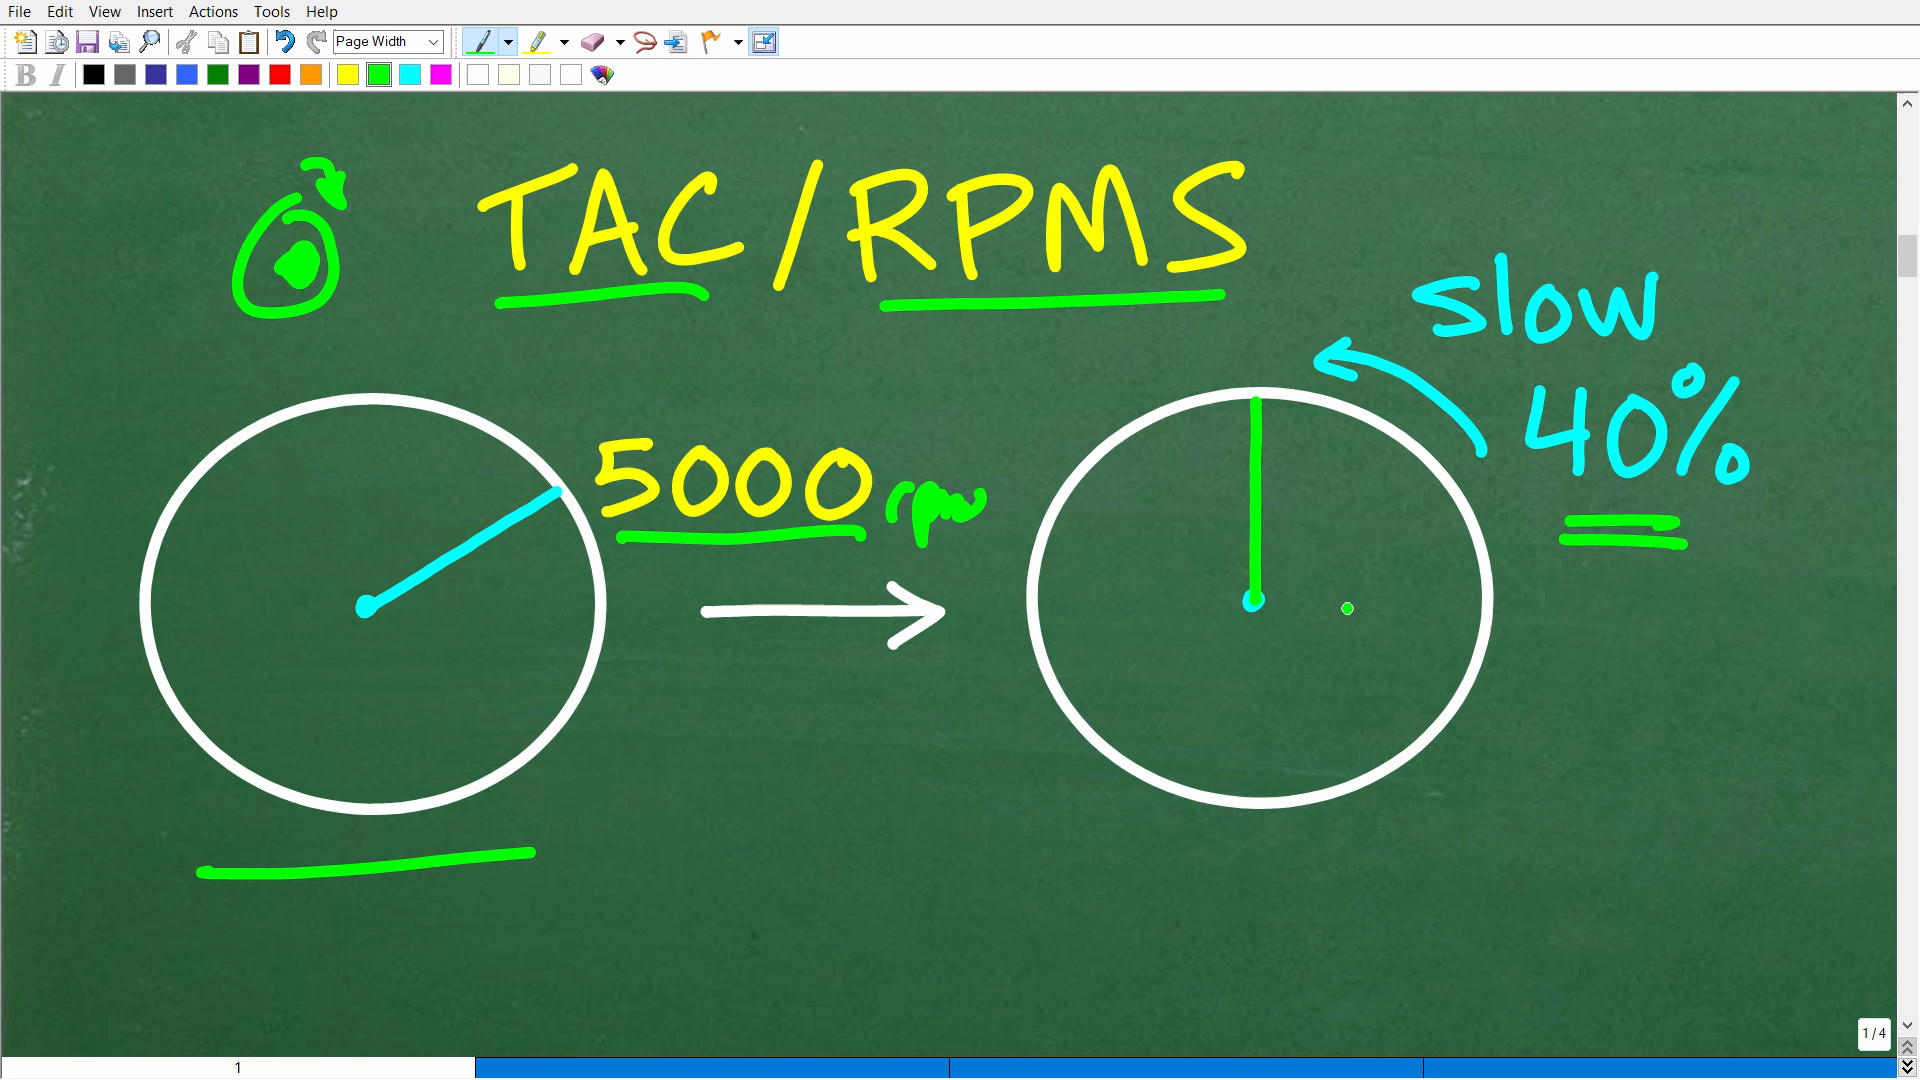 File Edit View Insert Actions Tools Help
Page Width
B I
TAC/RPMS
slow
40%
5000 rpm
1 / 4
1